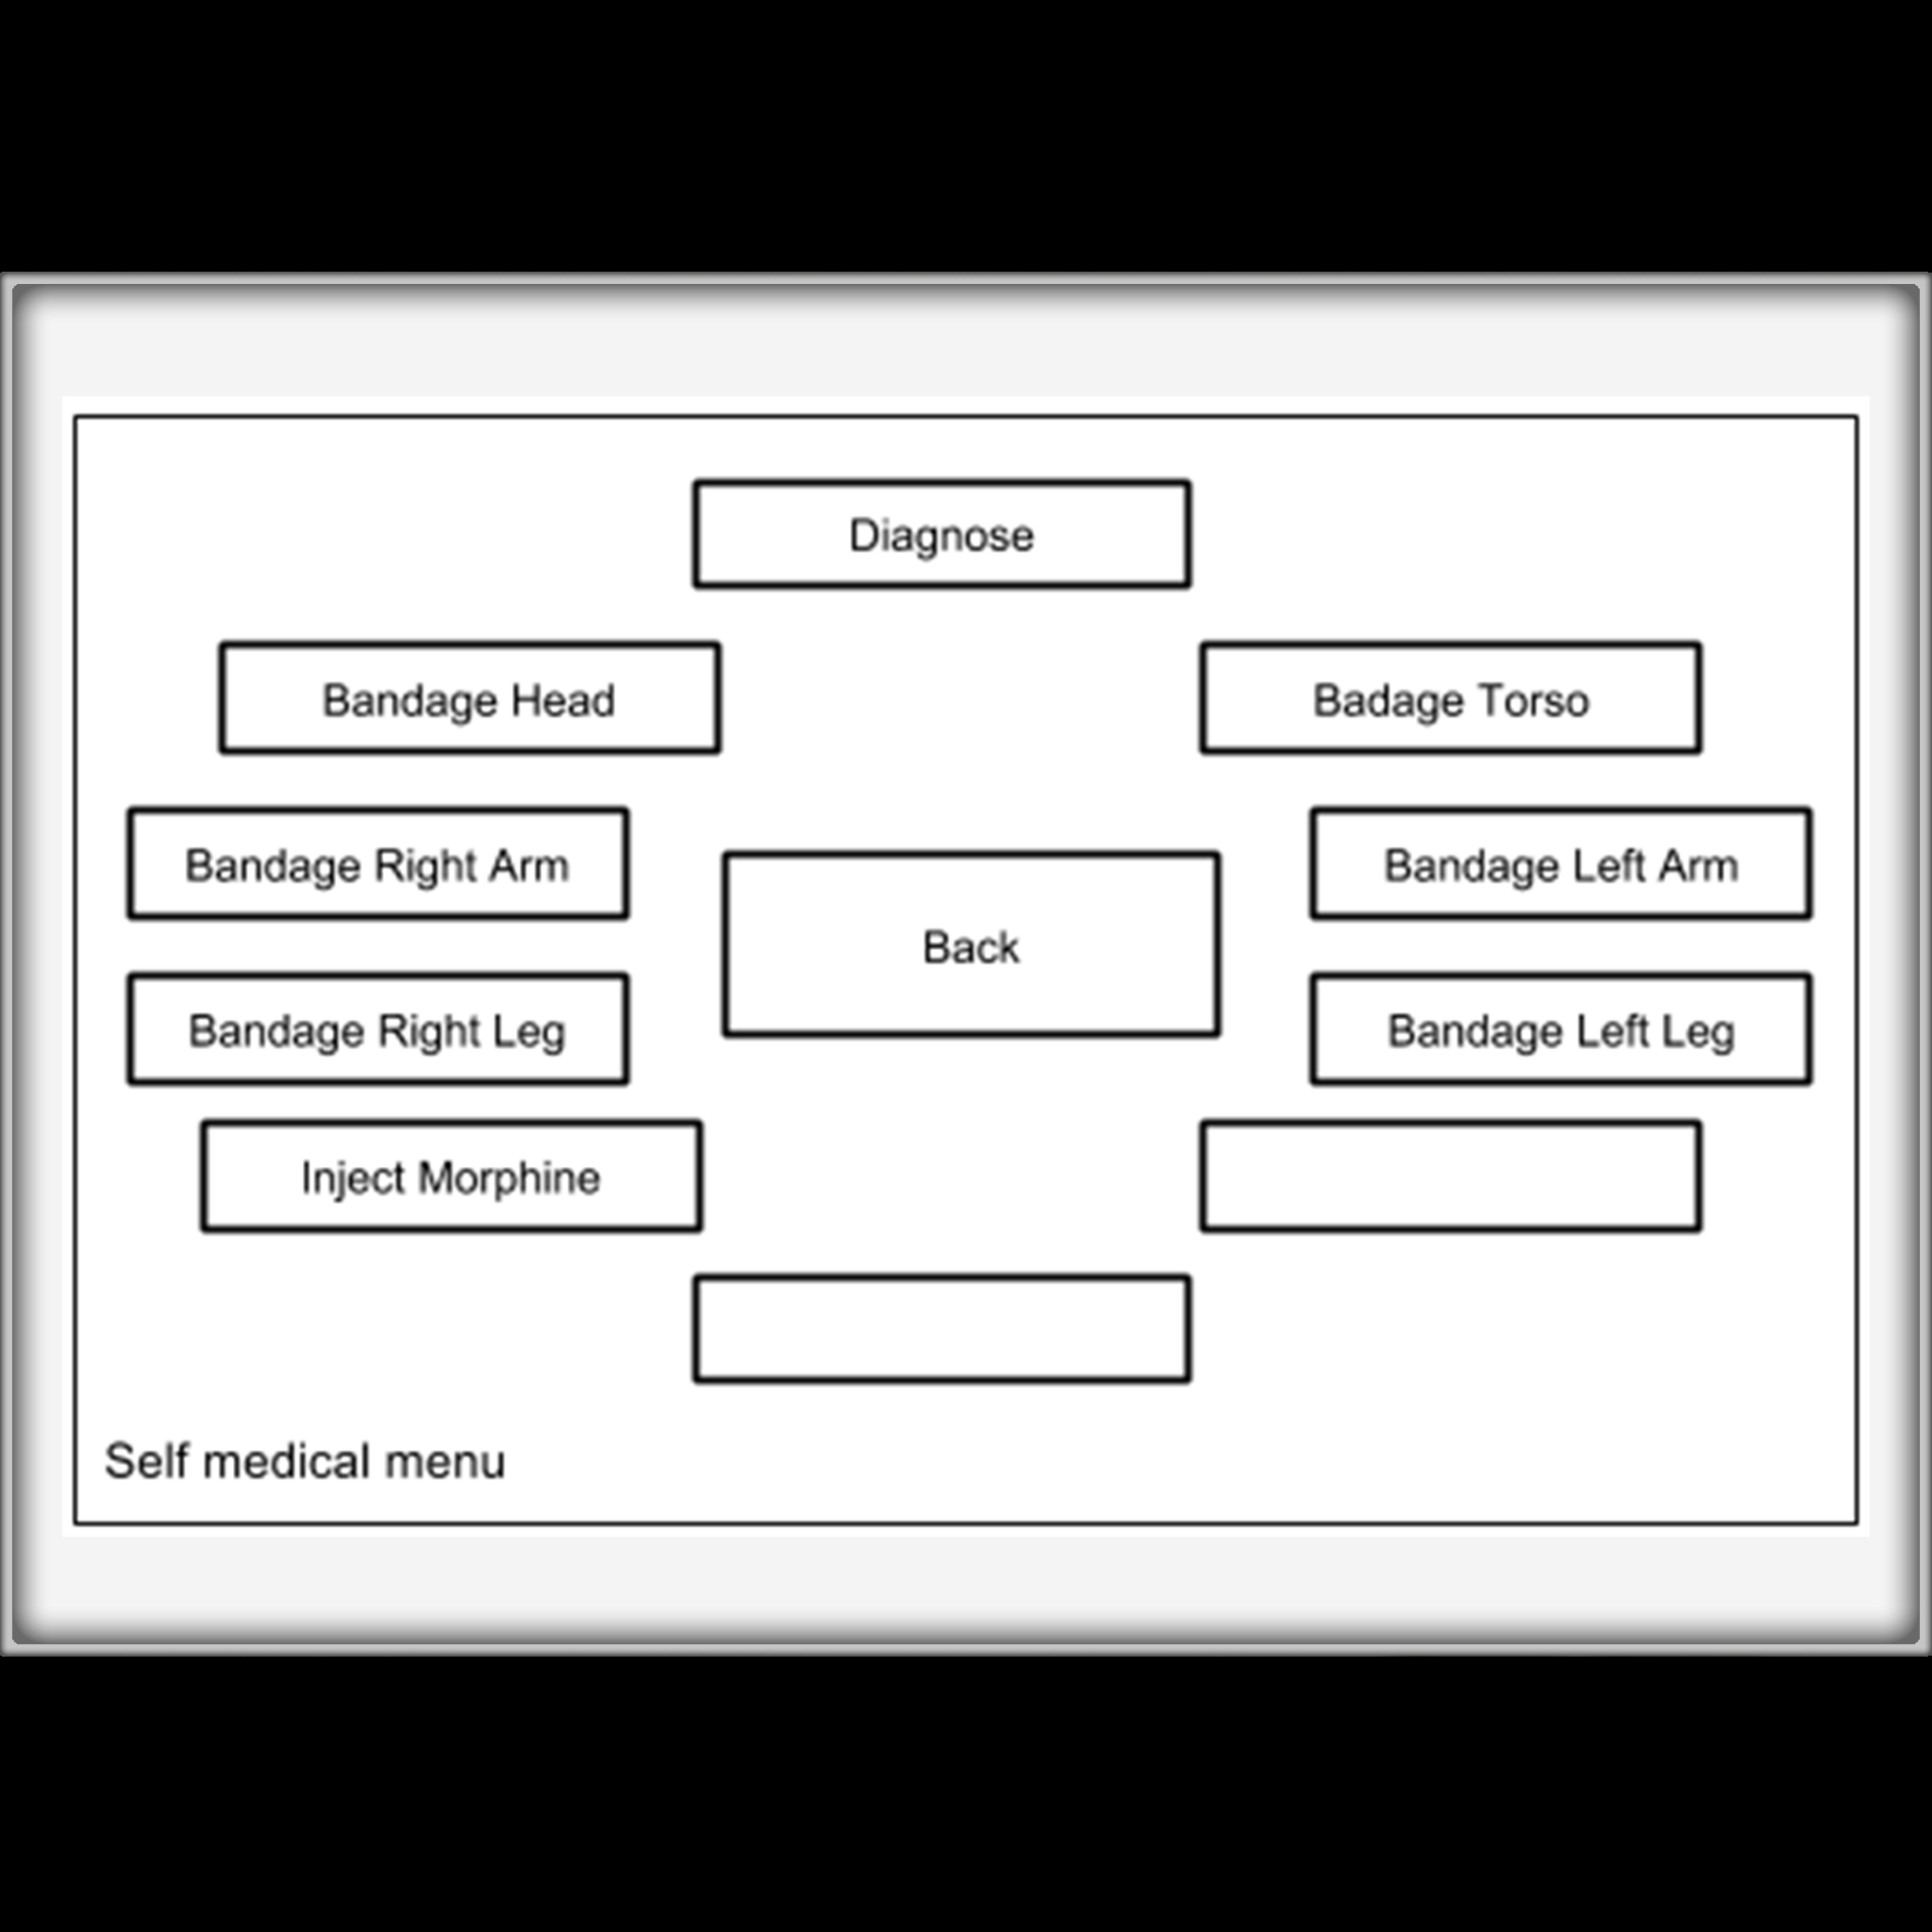 Diagnose
Bandage Head
Badage Torso
Bandage Right Arm
Bandage Left Arm
Back
Bandage Right Leg
Bandage Left Leg
Inject Morphine
Self medical menu